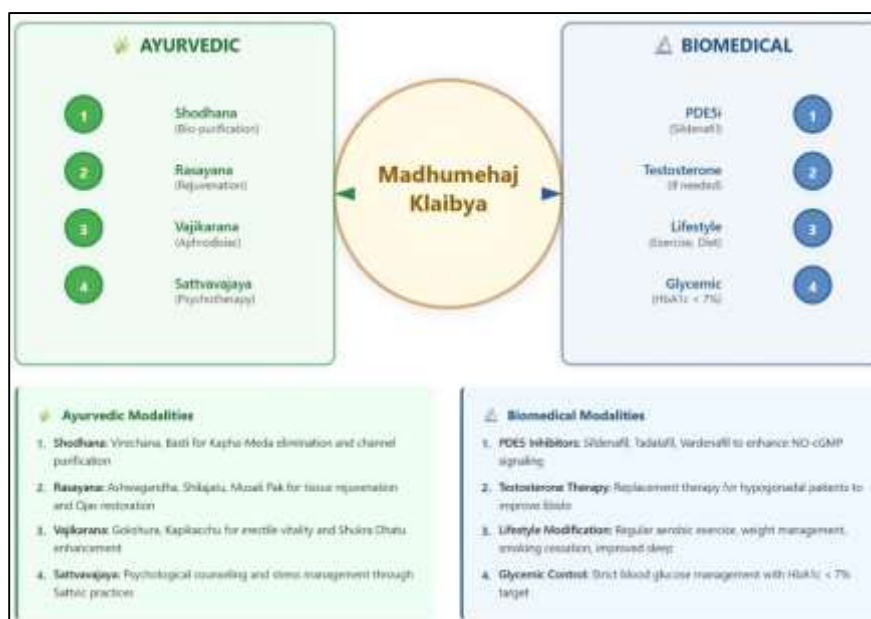 AYURVEDIC
1 Shodhana
(Bio-purification)
2 Rasayana
(Rejuvenation)
3 Vajikarana
(Aphrodisiac)
4 Sattvavajaya
(Psychotherapy)
Madhumehaj
Klaibya
BIOMEDICAL
PDE5i 1
(Sildenafil)
Testosterone 2
(If needed)
Lifestyle 3
(Exercise, Diet)
Glycemic 4
(HbA1c < 7%)
Ayurvedic Modalities
1. Shodhana: Virechana, Basti for Kapha-Meda elimination and channel
purification
2. Rasayana: Ashwagandha, Shilajatu, Musali Pak for tissue rejuvenation
and Ojas restoration
3. Vajikarana: Gokshura, Kapikacchu for erectile vitality and Shukra Dhatu
enhancement
4. Sattvavajaya: Psychological counseling and stress management through
Sattvic practices
Biomedical Modalities
1. PDE5 Inhibitors: Sildenafil, Tadalafil, Vardenafil to enhance NO-cGMP
signaling
2. Testosterone Therapy: Replacement therapy for hypogonadal patients to
improve libido
3. Lifestyle Modification: Regular aerobic exercise, weight management,
smoking cessation, improved sleep
4. Glycemic Control: Strict blood glucose management with HbA1c < 7%
target